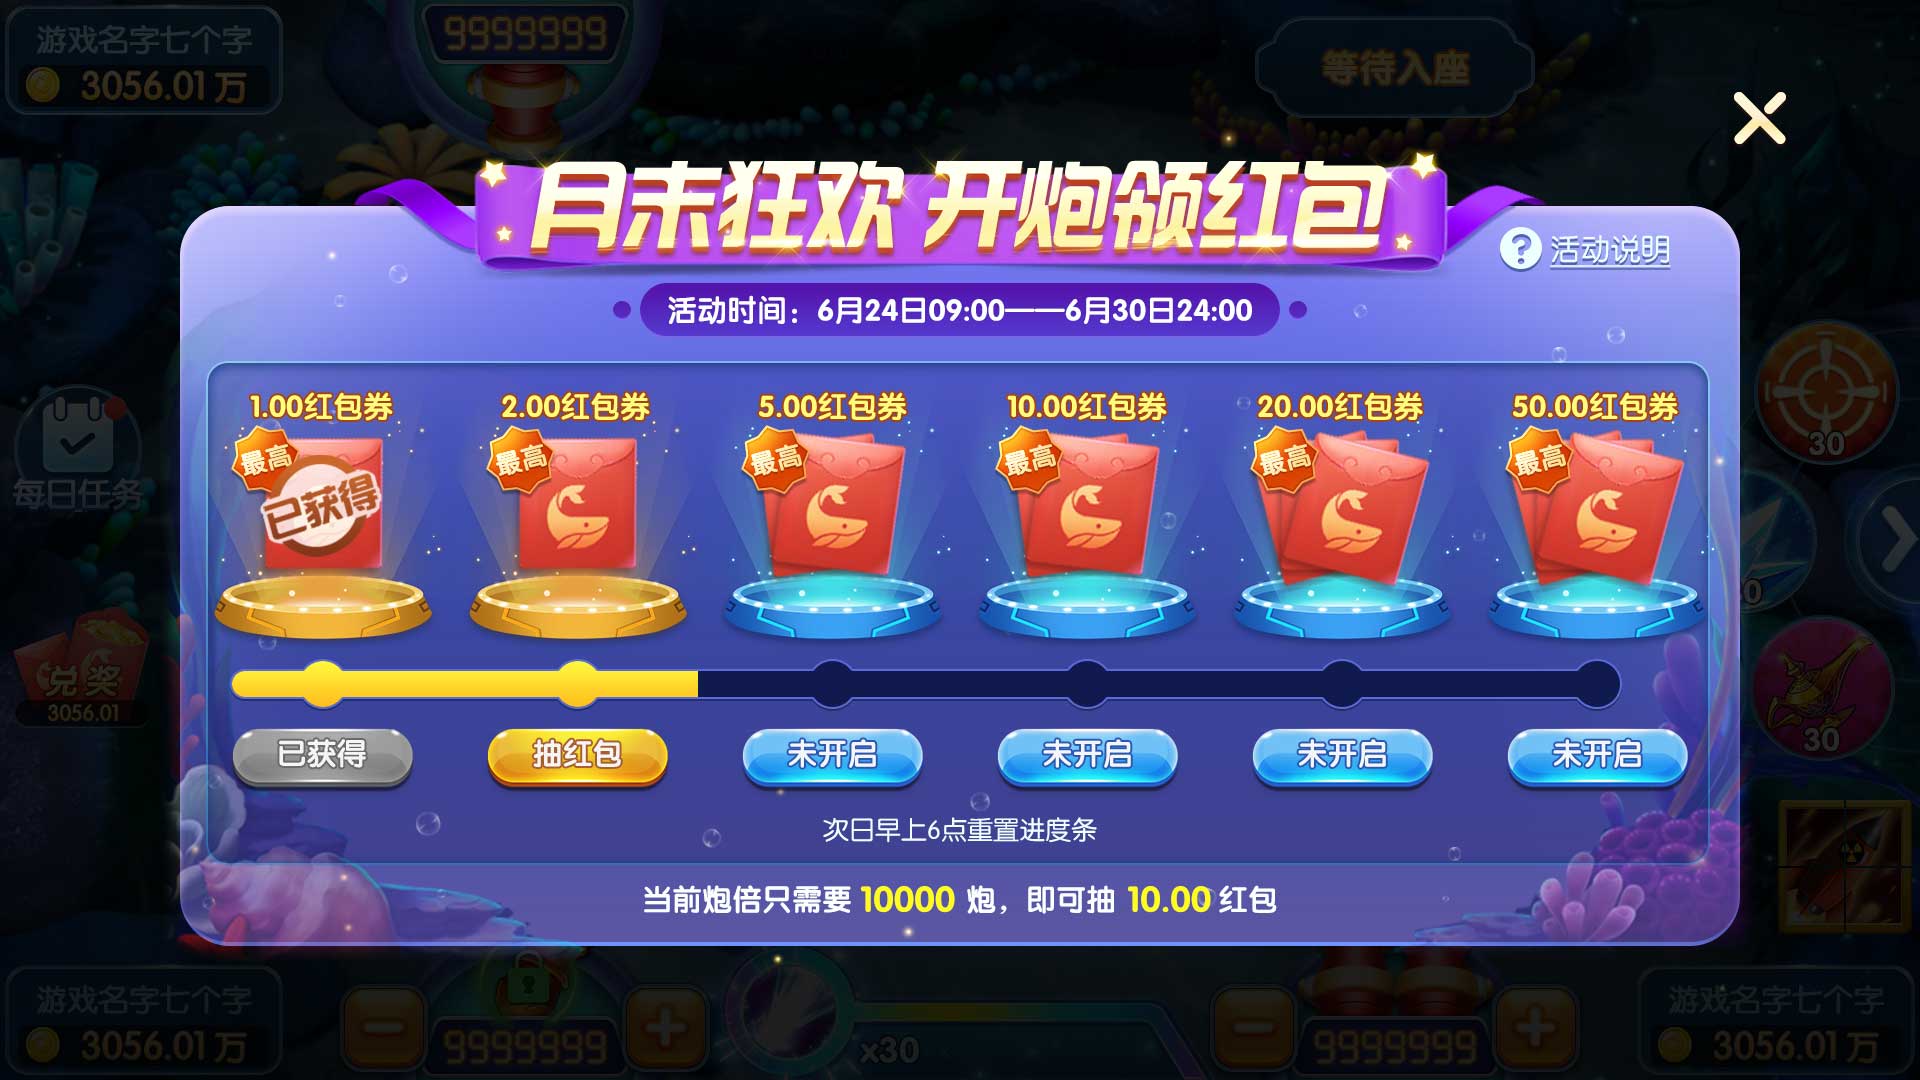 游戏名字七个字
3056.01万
9999999
等待入座
月末狂欢 开炮领红包
活动说明
活动时间：6月24日09:00——6月30日24:00
1.00红包券
2.00红包券
5.00红包券
10.00红包券
20.00红包券
50.00红包券
最高
最高
最高
最高
最高
最高
已获得
30
每日任务
兑奖
3056.01
30
已获得
抽红包
未开启
未开启
未开启
未开启
次日早上6点重置进度条
当前炮倍只需要 10000 炮，即可抽 10.00 红包
游戏名字七个字
3056.01万
9999999
x30
9999999
游戏名字七个字
3056.01万